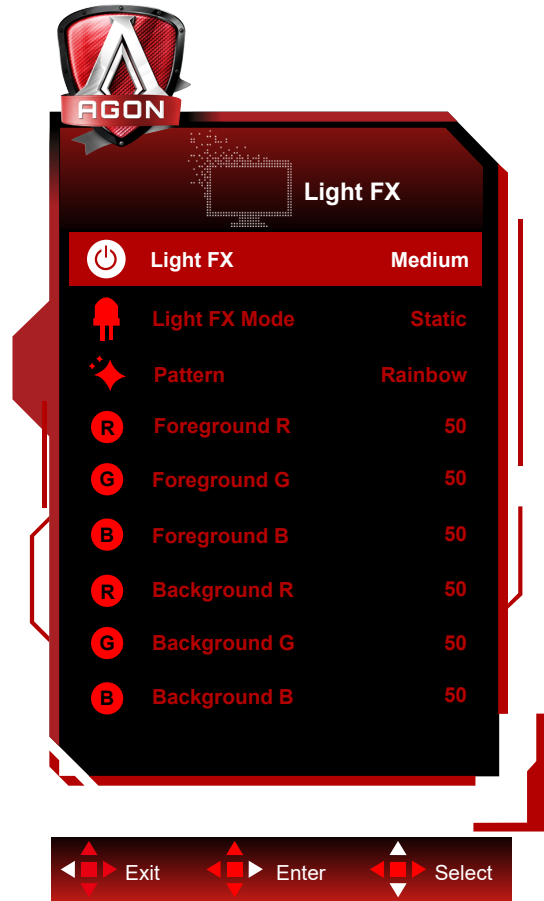 AGON
Light FX
Light FX Medium
Light FX Mode Static
Pattern Rainbow
R Foreground R 50
G Foreground G 50
B Foreground B 50
R Background R 50
G Background G 50
B Background B 50
Exit Enter Select